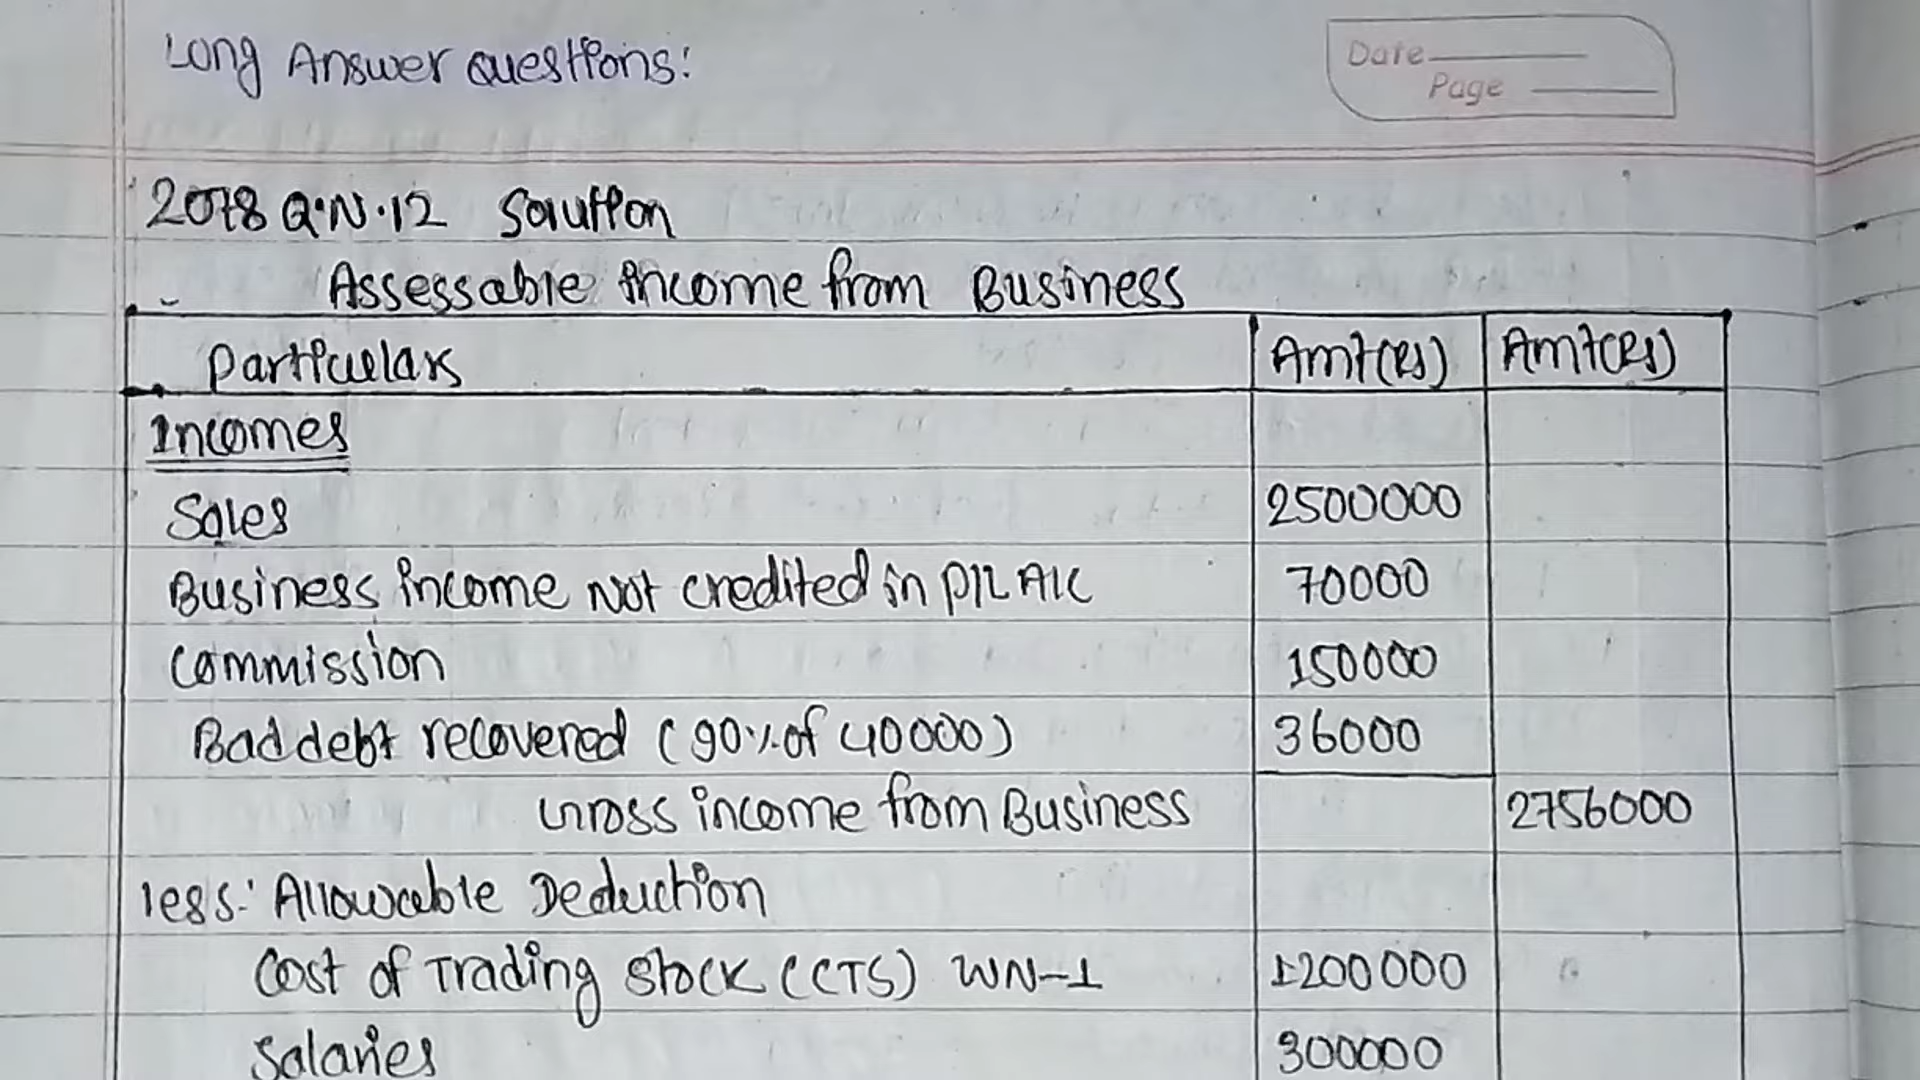 Long Answer questions:
Date
Page
2078 Q.N.12 Solution
Assessable income from Business
Particulars Amt(Rs) Amt(Rs)
Incomes
Sales 2500000
Business income not credited in P/L A/C 70000
Commission 150000
Bad debt recovered (90% of 40000) 36000
Gross income from Business 2756000
less: Allowable Deduction
Cost of Trading Stock (CTS) WN-1 1200000
Salaries 300000